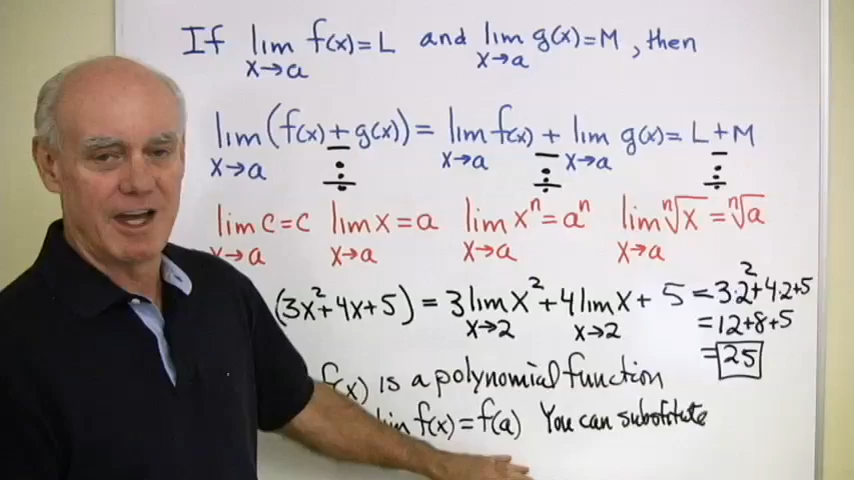 If lim f(x)=L and lim g(x)=M, then
x→a x→a
lim(f(x)+g(x))= lim f(x) + lim g(x)= L+M
x→a x→a x→a
− − −
· · ·
÷ ÷ ÷
lim c=c lim x=a lim xⁿ=aⁿ lim ⁿ√x=ⁿ√a
x→a x→a x→a x→a
(3x²+4x+5) = 3 lim x²+4 lim x+ 5 =3·2²+4·2+5
x→2 x→2
=12+8+5
=25
f(x) is a polynomial function
lim f(x)=f(a) You can substitute